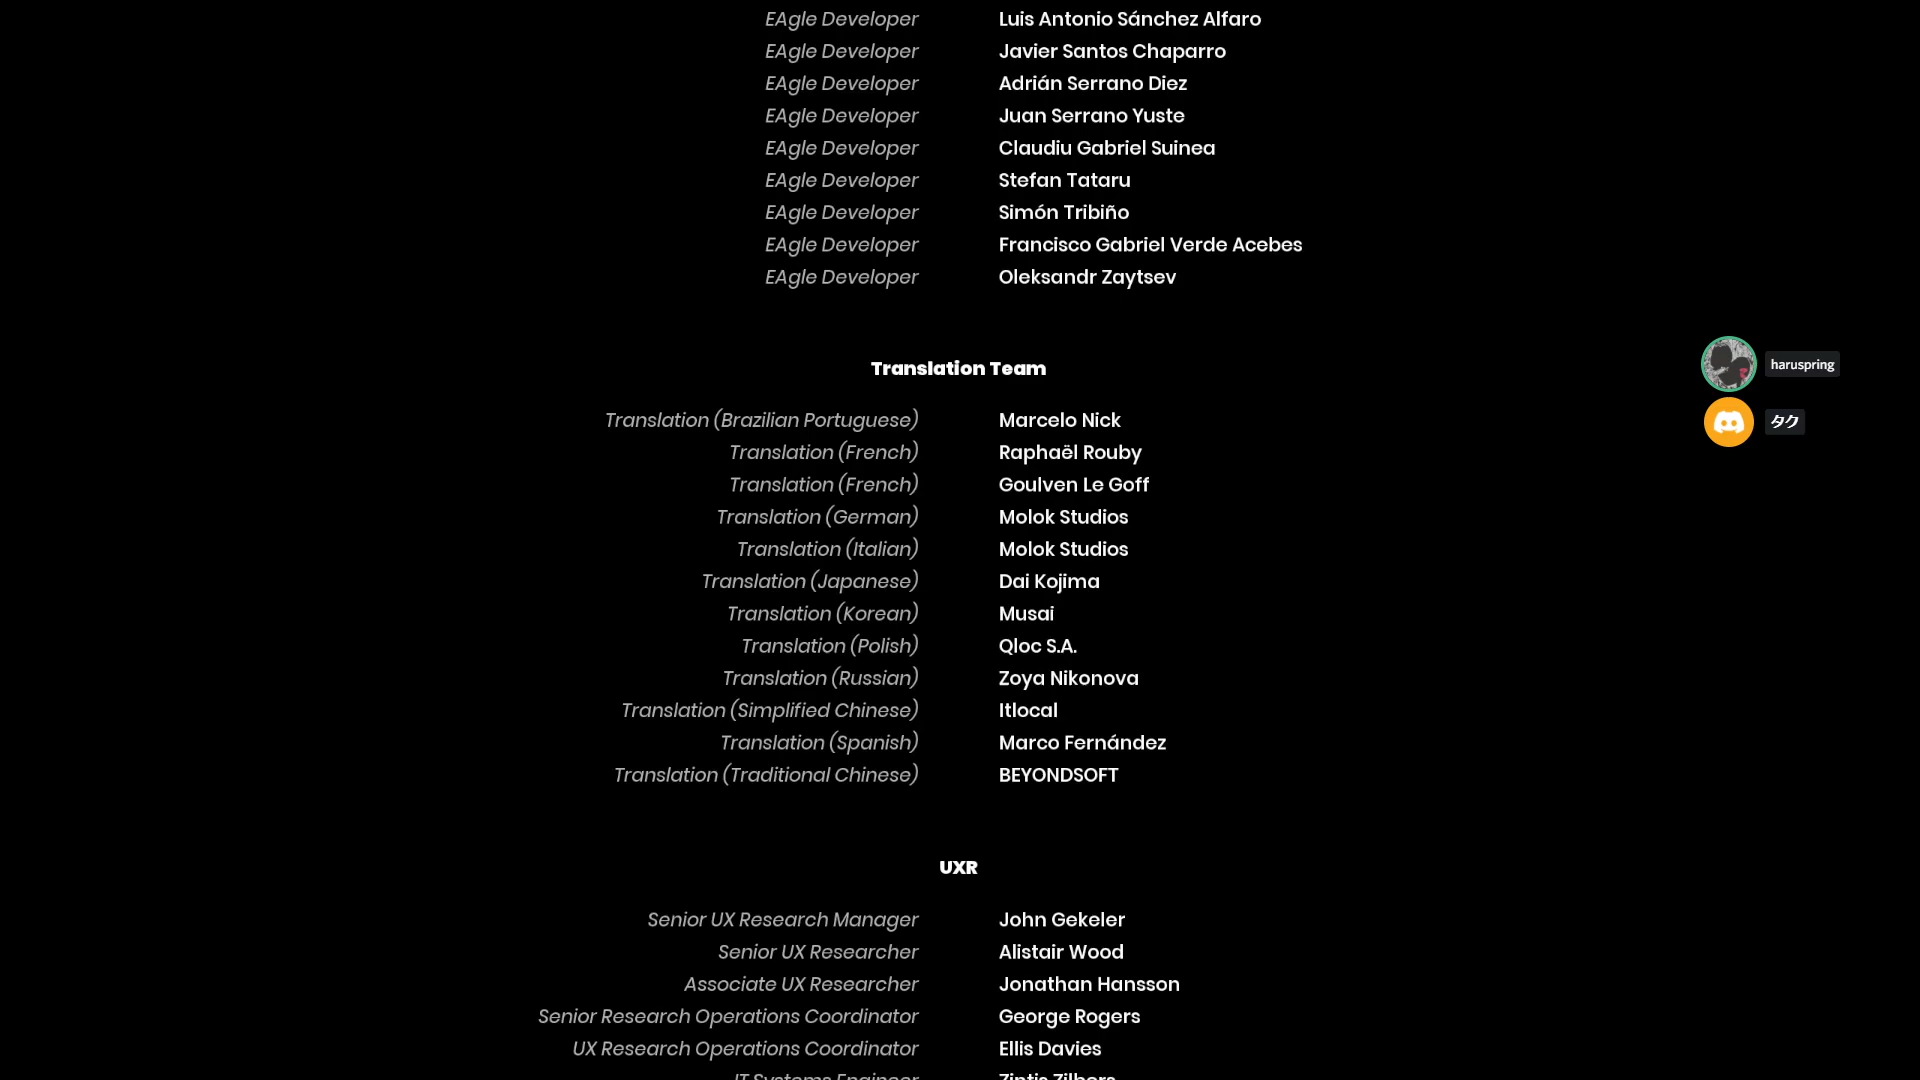 EAgle Developer Luis Antonio Sánchez Alfaro
EAgle Developer Javier Santos Chaparro
EAgle Developer Adrián Serrano Diez
EAgle Developer Juan Serrano Yuste
EAgle Developer Claudiu Gabriel Suinea
EAgle Developer Stefan Tataru
EAgle Developer Simón Tribiño
EAgle Developer Francisco Gabriel Verde Acebes
EAgle Developer Oleksandr Zaytsev
Translation Team
haruspring
タク
Translation (Brazilian Portuguese) Marcelo Nick
Translation (French) Raphaël Rouby
Translation (French) Goulven Le Goff
Translation (German) Molok Studios
Translation (Italian) Molok Studios
Translation (Japanese) Dai Kojima
Translation (Korean) Musai
Translation (Polish) Qloc S.A.
Translation (Russian) Zoya Nikonova
Translation (Simplified Chinese) Itlocal
Translation (Spanish) Marco Fernández
Translation (Traditional Chinese) BEYONDSOFT
UXR
Senior UX Research Manager John Gekeler
Senior UX Researcher Alistair Wood
Associate UX Researcher Jonathan Hansson
Senior Research Operations Coordinator George Rogers
UX Research Operations Coordinator Ellis Davies
IT Systems Engineer